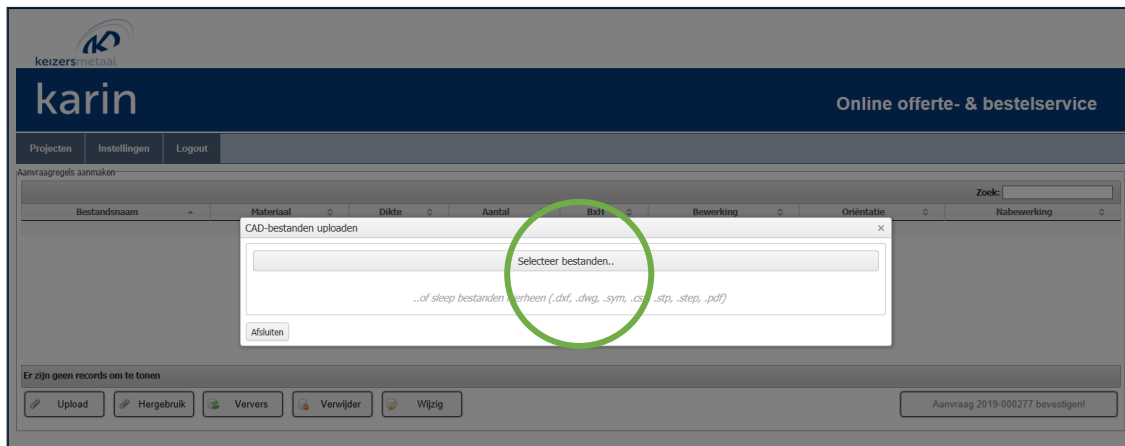 keizersmetaal
karin
Online offerte- & bestelservice
Projecten Instellingen Logout
Aanvraagregels aanmaken
Zoek:
Bestandsnaam Materiaal Dikte Aantal BxH Bewerking Oriëntatie Nabewerking
CAD-bestanden uploaden ×
Selecteer bestanden..
..of sleep bestanden hierheen (.dxf, .dwg, .sym, .csv, .stp, .step, .pdf)
Afsluiten
Er zijn geen records om te tonen
Upload Hergebruik Ververs Verwijder Wijzig Aanvraag 2019-000277 bevestigen!